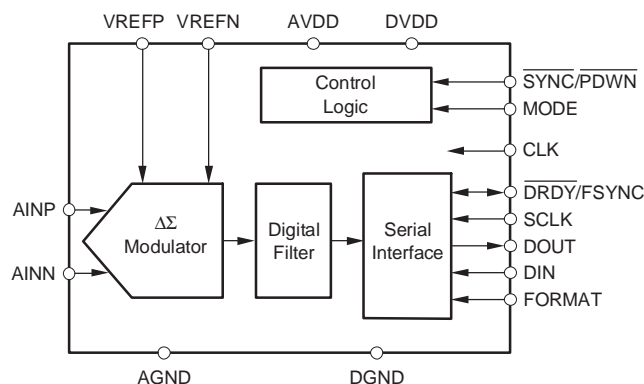 VREFP VREFN AVDD DVDD
Control
Logic
SYNC/PDWN
MODE
CLK
AINP
AINN
ΔΣ
Modulator
Digital
Filter
Serial
Interface
DRDY/FSYNC
SCLK
DOUT
DIN
FORMAT
AGND DGND